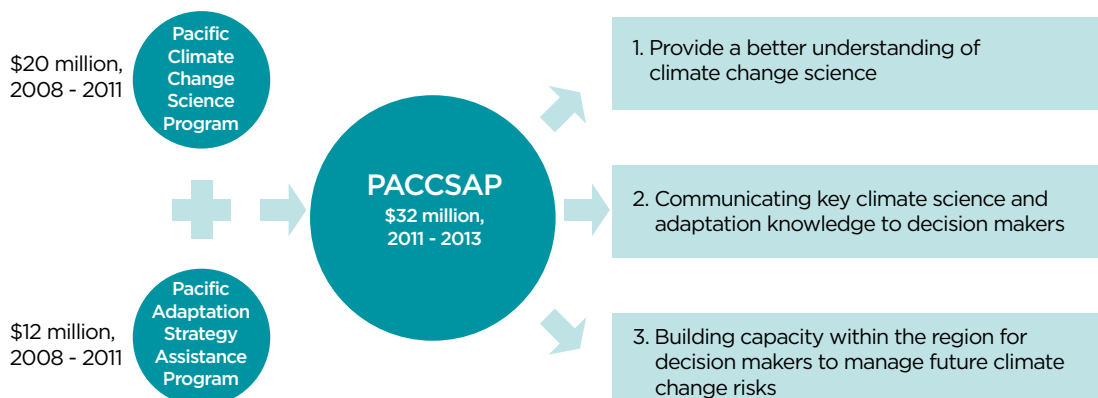 $20 million,
2008 - 2011
Pacific
Climate
Change
Science
Program
$12 million,
2008 - 2011
Pacific
Adaptation
Strategy
Assistance
Program
PACCSAP
$32 million,
2011 - 2013
1. Provide a better understanding of
climate change science
2. Communicating key climate science and
adaptation knowledge to decision makers
3. Building capacity within the region for
decision makers to manage future climate
change risks